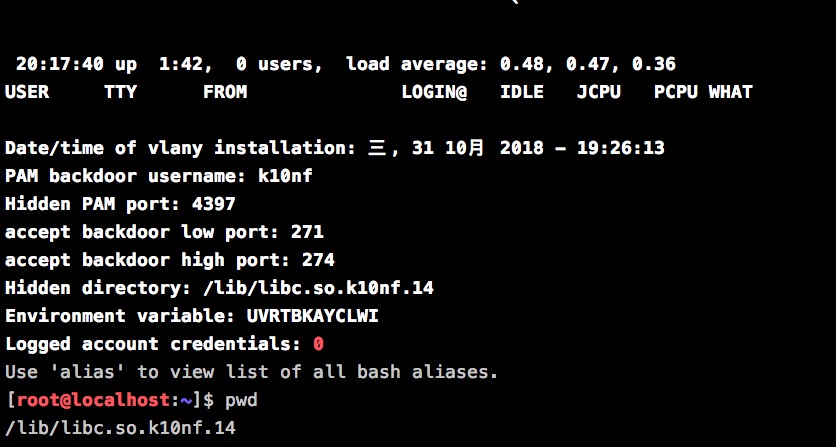 20:17:40 up  1:42,  0 users,  load average: 0.48, 0.47, 0.36
USER     TTY      FROM             LOGIN@   IDLE   JCPU   PCPU WHAT
Date/time of vlany installation: 三, 31 10月 2018 – 19:26:13
PAM backdoor username: k10nf
Hidden PAM port: 4397
accept backdoor low port: 271
accept backdoor high port: 274
Hidden directory: /lib/libc.so.k10nf.14
Environment variable: UVRTBKAYCLWI
Logged account credentials: 0
Use 'alias' to view list of all bash aliases.
[root@localhost:~]$ pwd
/lib/libc.so.k10nf.14